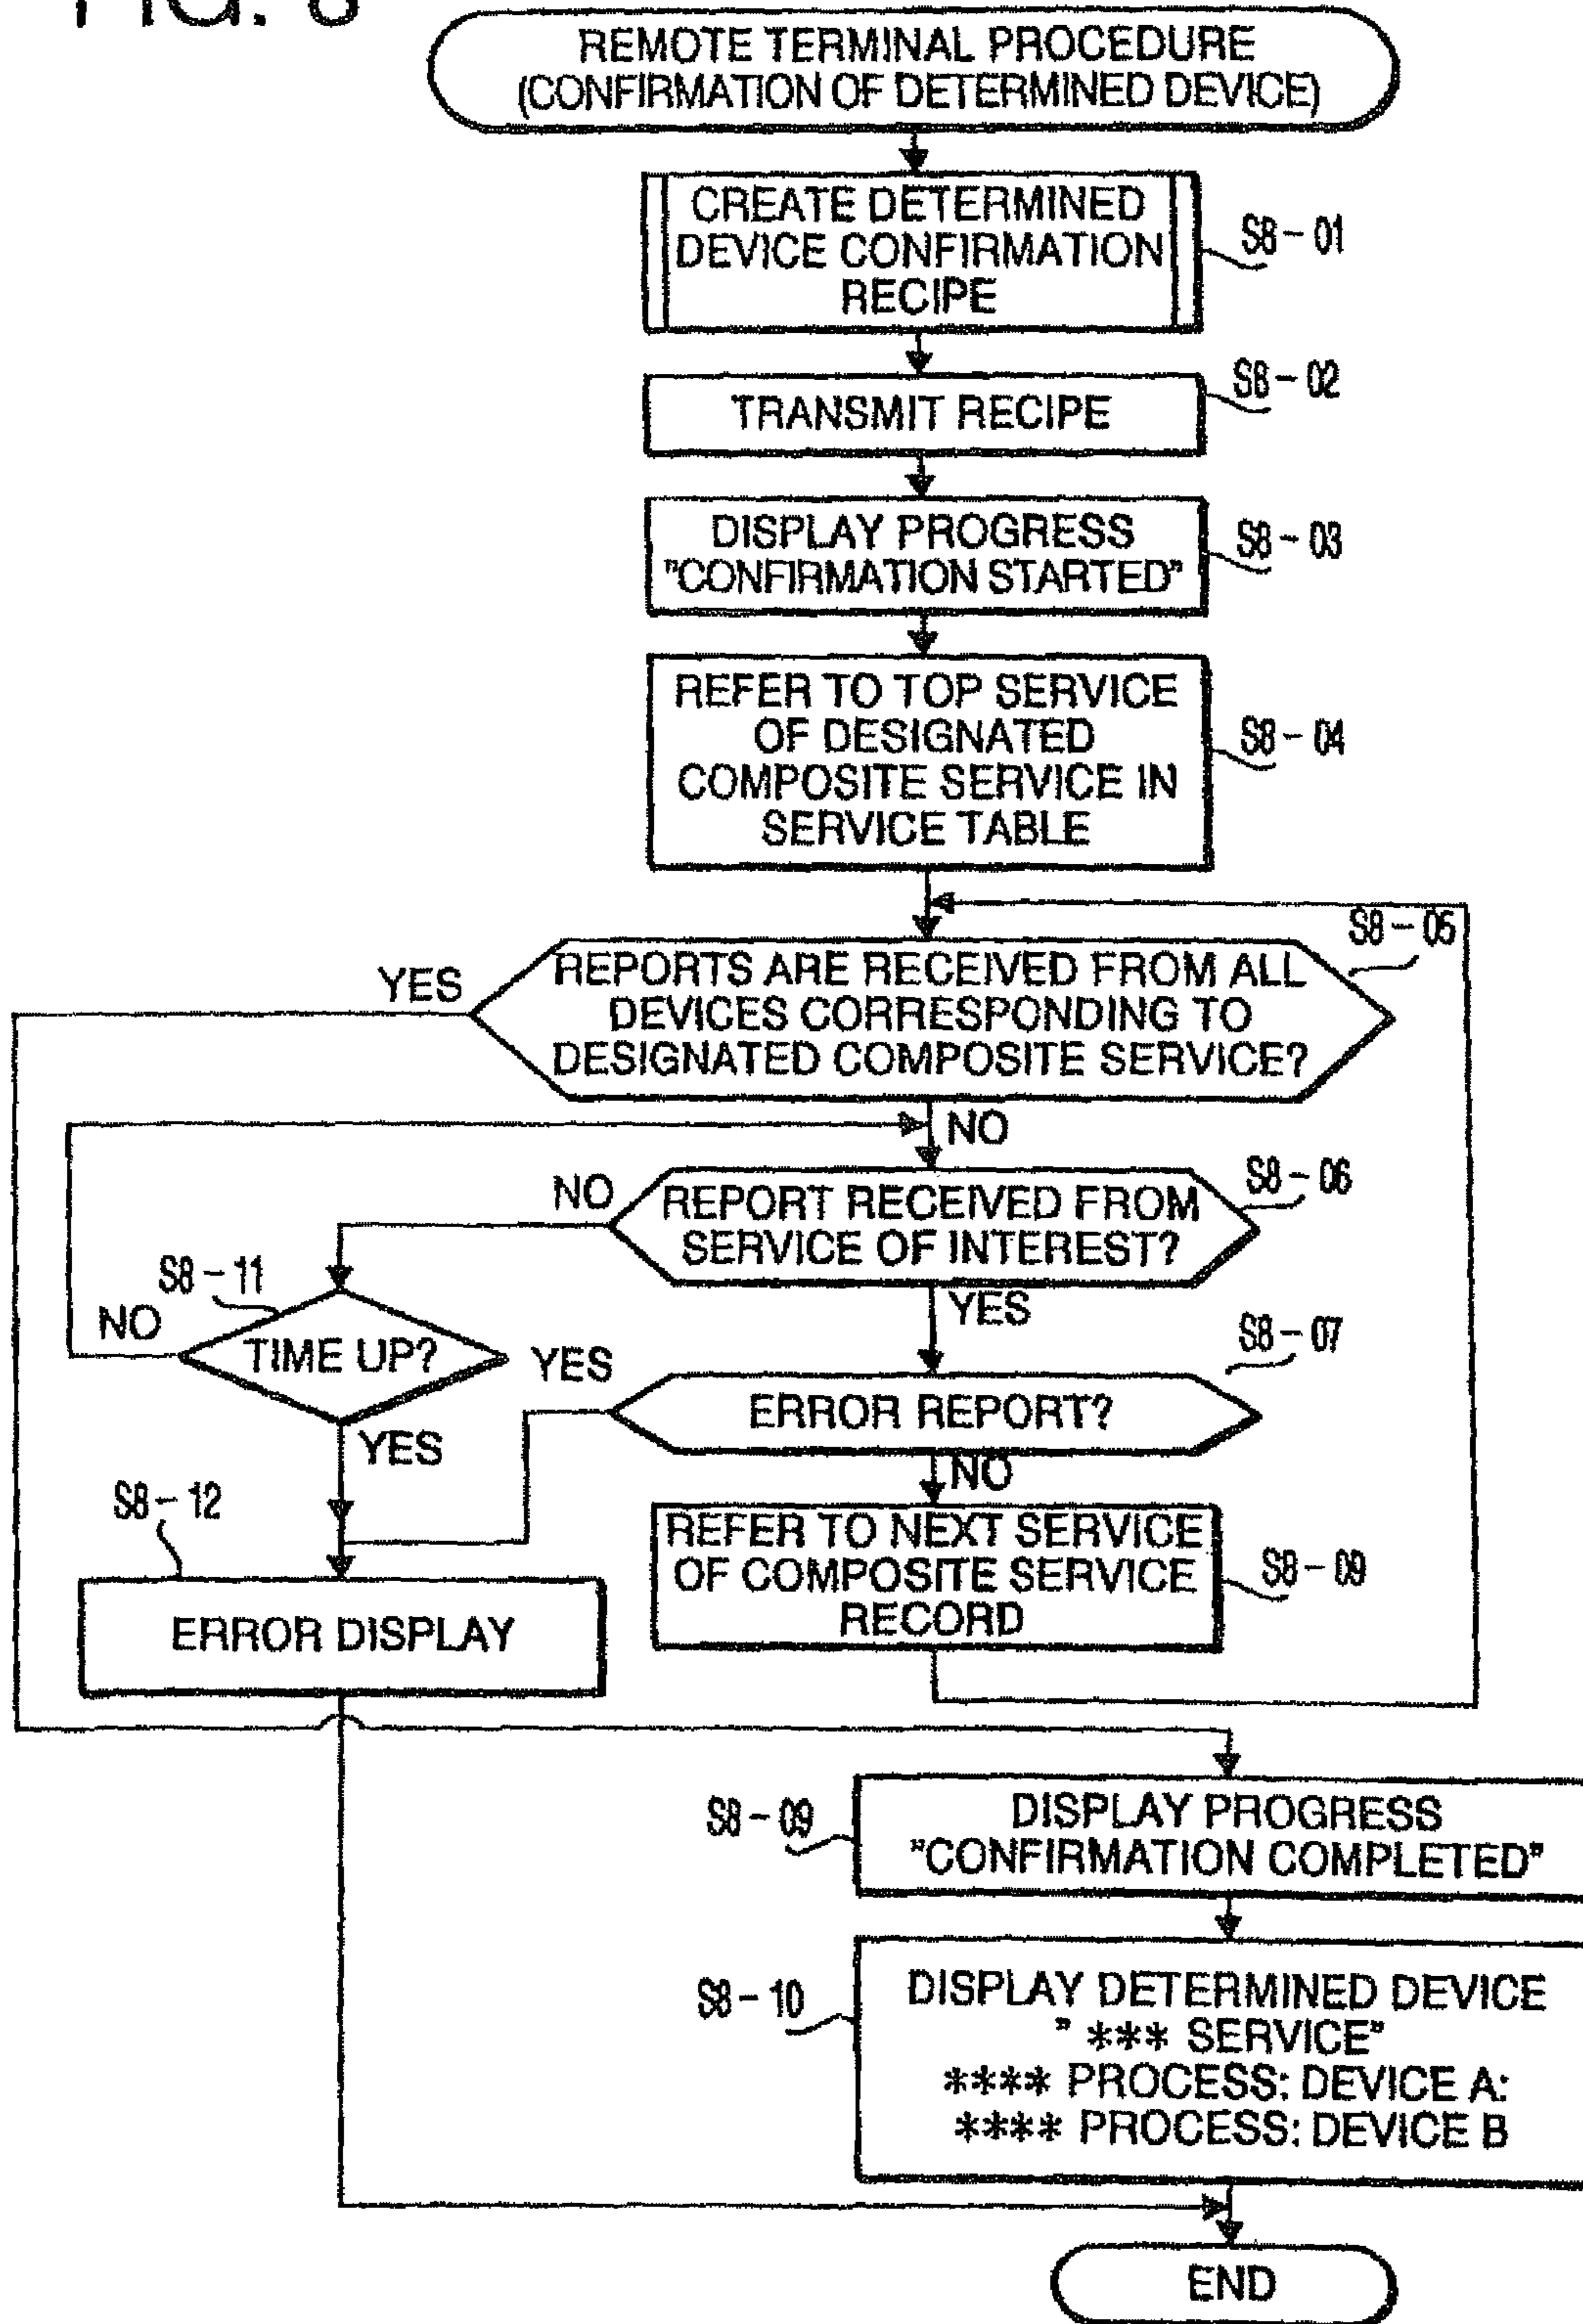 FIG. 8
REMOTE TERMINAL PROCEDURE
(CONFIRMATION OF DETERMINED DEVICE)
CREATE DETERMINED
DEVICE CONFIRMATION
RECIPE
S8-01
TRANSMIT RECIPE
S8-02
DISPLAY PROGRESS
"CONFIRMATION STARTED"
S8-03
REFER TO TOP SERVICE
OF DESIGNATED
COMPOSITE SERVICE IN
SERVICE TABLE
S8-04
S8-05
YES
REPORTS ARE RECEIVED FROM ALL
DEVICES CORRESPONDING TO
DESIGNATED COMPOSITE SERVICE?
NO
NO
REPORT RECEIVED FROM
SERVICE OF INTEREST?
S8-06
S8-11
NO
TIME UP?
YES
YES
S8-07
YES
ERROR REPORT?
NO
S8-12
ERROR DISPLAY
REFER TO NEXT SERVICE
OF COMPOSITE SERVICE
RECORD
S8-09
S8-09
DISPLAY PROGRESS
"CONFIRMATION COMPLETED"
S8-10
DISPLAY DETERMINED DEVICE
" *** SERVICE"
**** PROCESS: DEVICE A:
**** PROCESS: DEVICE B
END